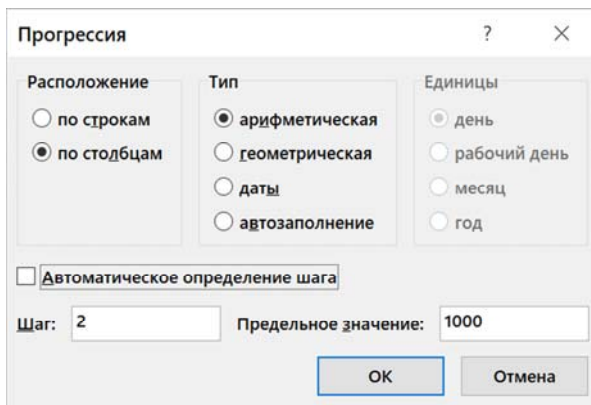 Прогрессия ?
Расположение
по строкам
по столбцам
Тип
арифметическая
геометрическая
даты
автозаполнение
Единицы
день
рабочий день
месяц
год
Автоматическое определение шага
Шаг: 2 Предельное значение: 1000
ОК Отмена